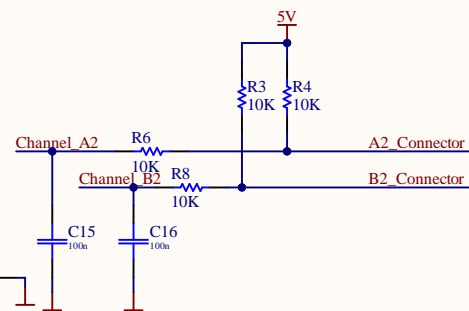 5V
R3
10K
R4
10K
Channel_A2
R6
10K
A2_Connector
Channel_B2
R8
10K
B2_Connector
C15
100n
C16
100n